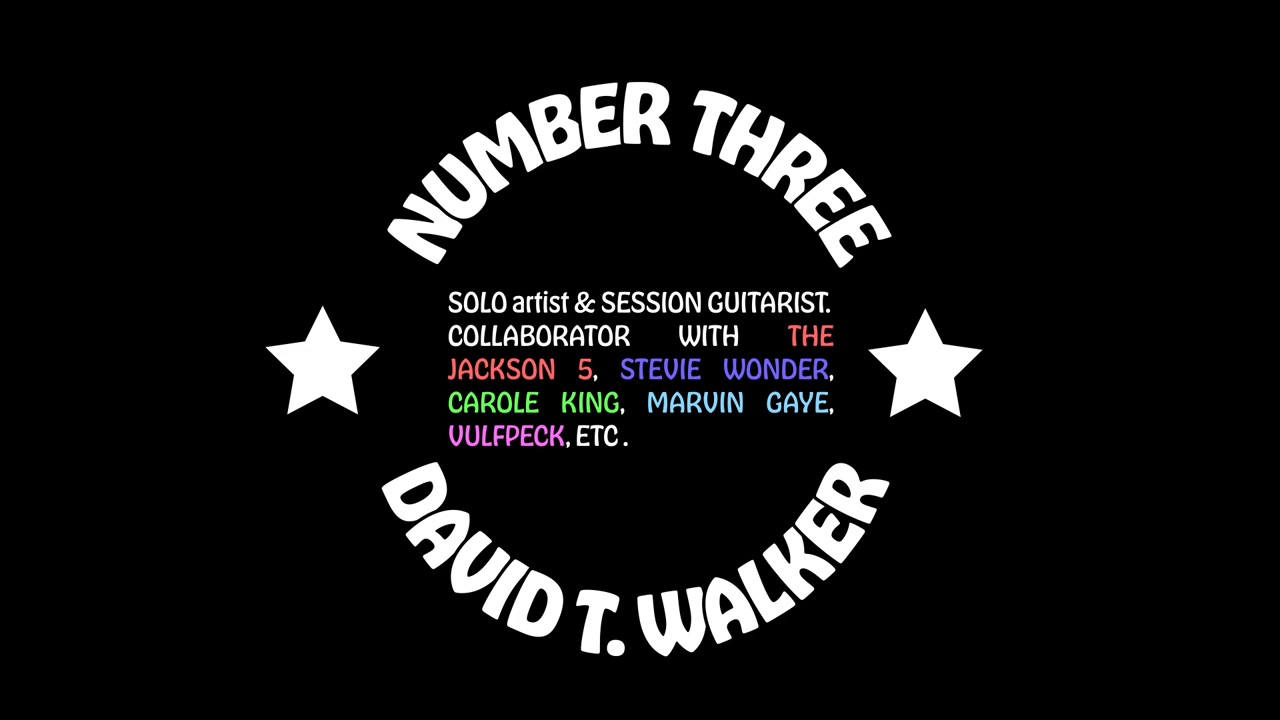 NUMBER THREE
SOLO artist & SESSION GUITARIST.
COLLABORATOR WITH THE
JACKSON 5, STEVIE WONDER,
CAROLE KING, MARVIN GAYE,
VULFPECK, ETC .
DAVID T. WALKER